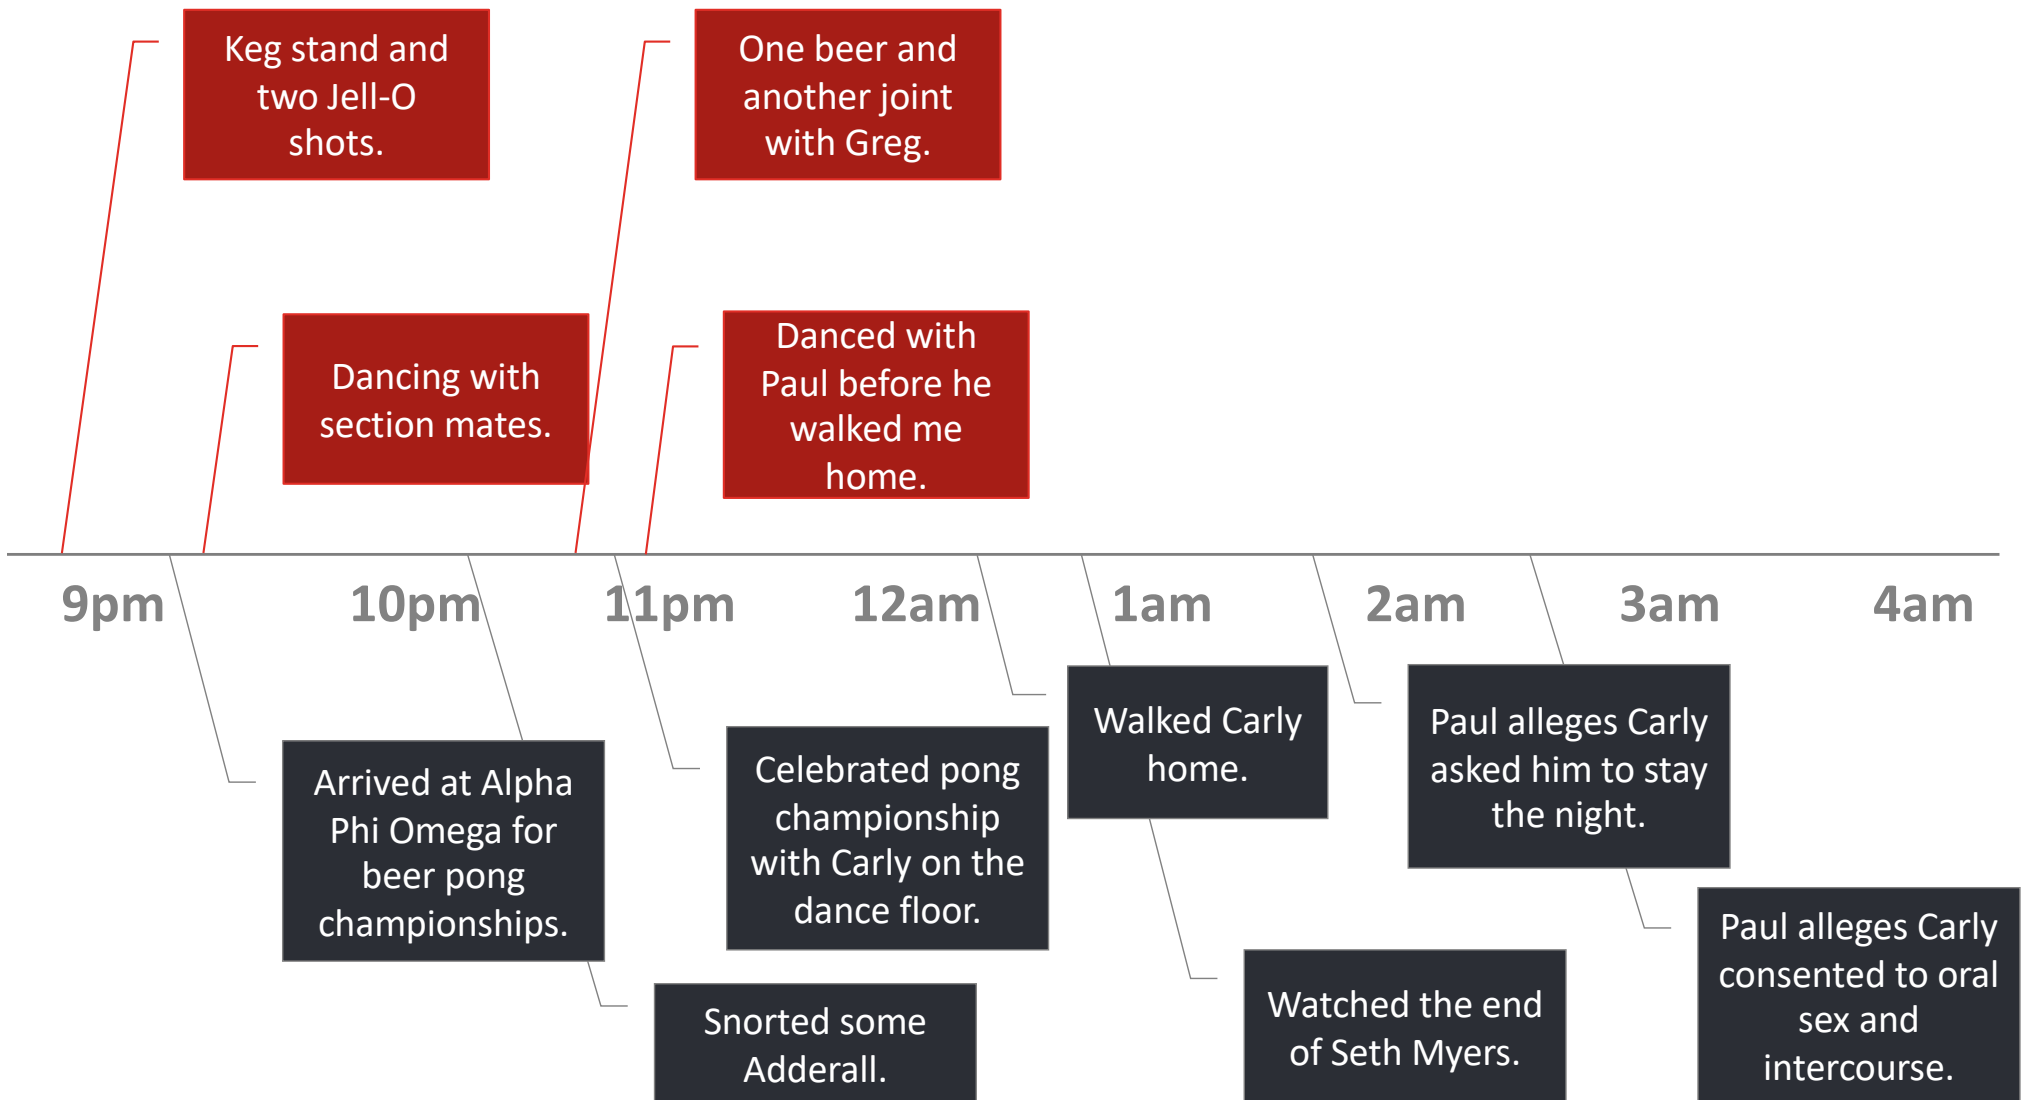 Keg stand and
two Jell-O
shots.
One beer and
another joint
with Greg.
Dancing with
section mates.
Danced with
Paul before he
walked me
home.
9pm
10pm
11pm
12am
1am
2am
3am
4am
Arrived at Alpha
Phi Omega for
beer pong
championships.
Snorted some
Adderall.
Celebrated pong
championship
with Carly on the
dance floor.
Walked Carly
home.
Watched the end
of Seth Myers.
Paul alleges Carly
asked him to stay
the night.
Paul alleges Carly
consented to oral
sex and
intercourse.